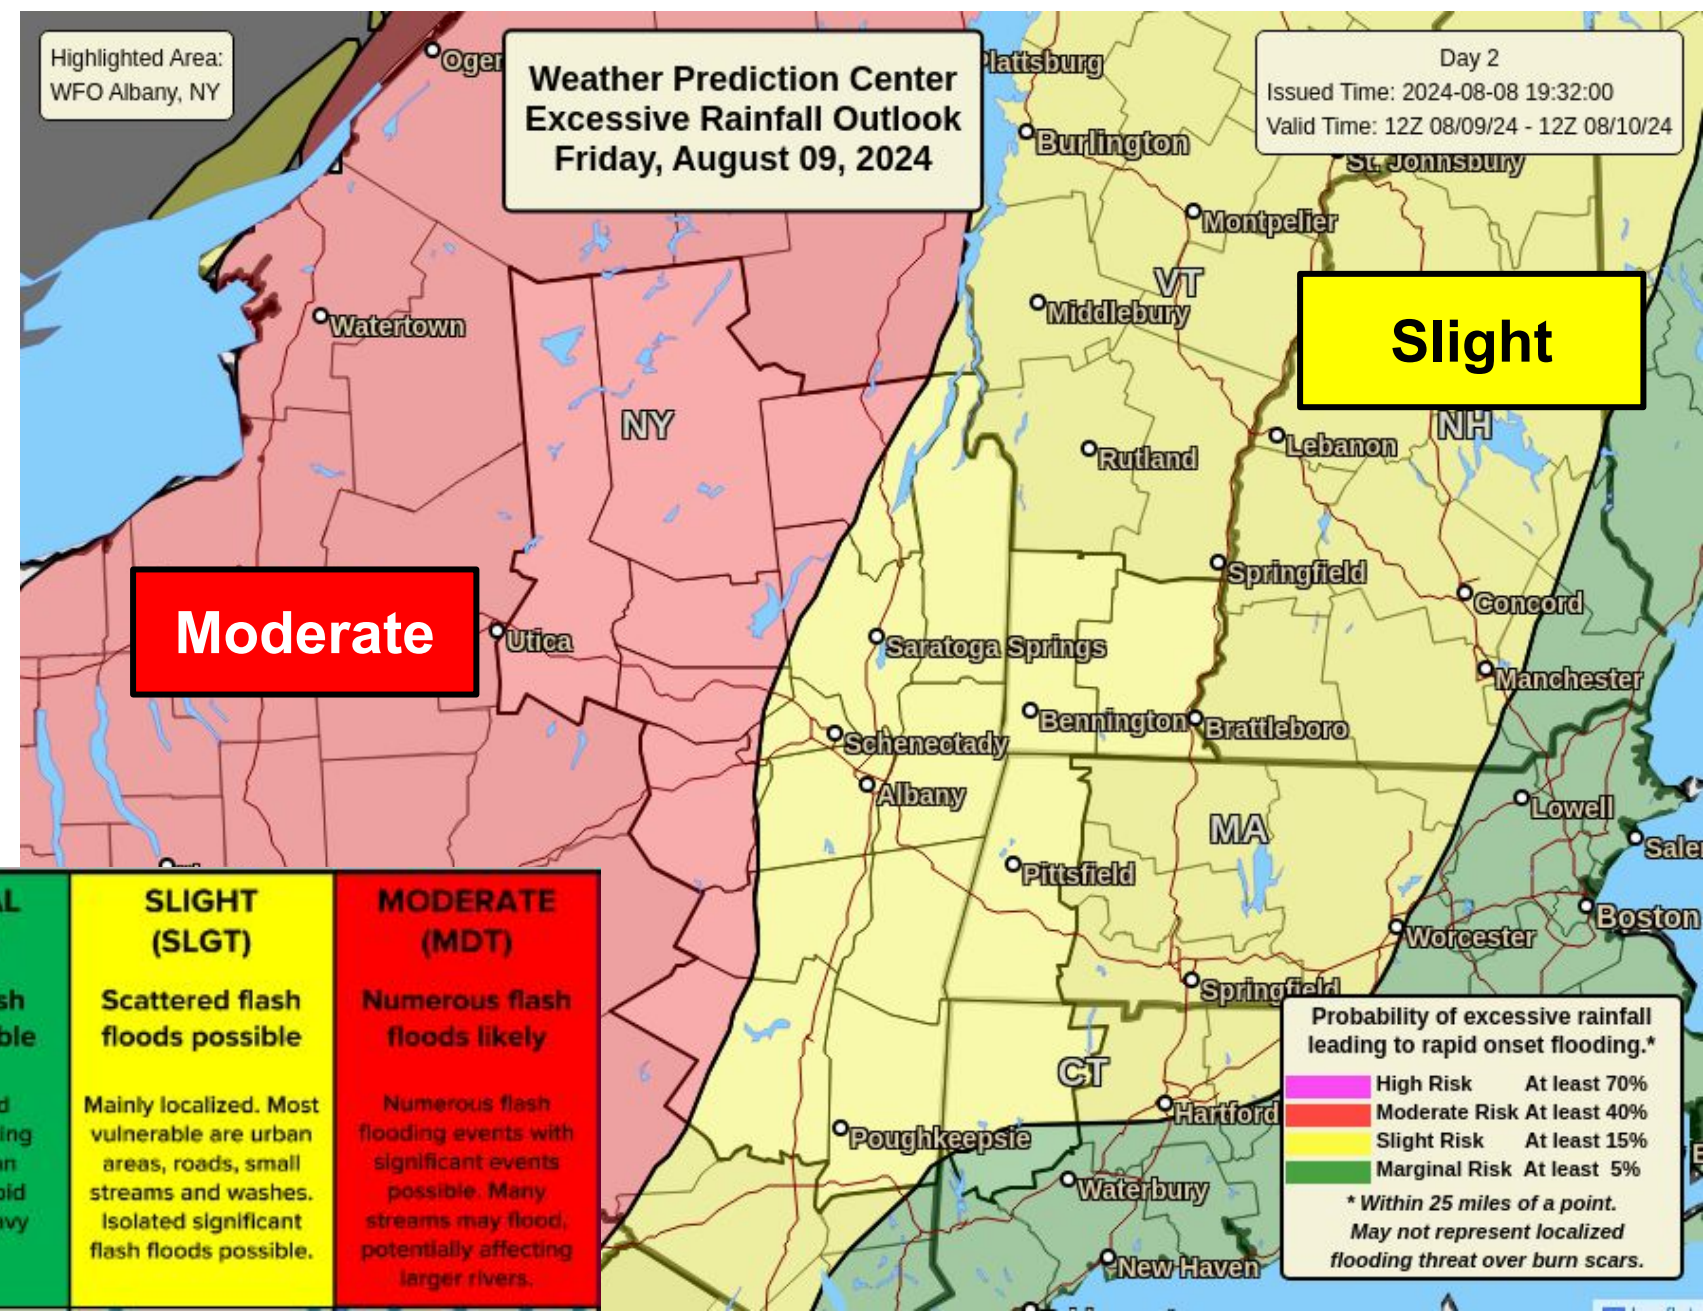 Highlighted Area:
WFO Albany, NY
Weather Prediction Center
Excessive Rainfall Outlook
Friday, August 09, 2024
Day 2
Issued Time: 2024-08-08 19:32:00
Valid Time: 12Z 08/09/24 - 12Z 08/10/24
Oger
Plattsburg
Burlington
St. Johnsbury
Montpelier
VT
Middlebury
Watertown
Slight
NY
NH
Lebanon
Rutland
Springfield
Concord
Moderate
Utica
Saratoga Springs
Manchester
Bennington
Brattleboro
Schenectady
Albany
Lowell
MA
Salem
Pittsfield
Boston
Worcester
Springfield
CT
Hartford
Poughkeepsie
Waterbury
New Haven
SLIGHT
(SLGT)
Scattered flash
floods possible
Mainly localized. Most
vulnerable are urban
areas, roads, small
streams and washes.
Isolated significant
flash floods possible.
MODERATE
(MDT)
Numerous flash
floods likely
Numerous flash
flooding events with
significant events
possible. Many
streams may flood,
potentially affecting
larger rivers.
Probability of excessive rainfall
leading to rapid onset flooding.*
High Risk At least 70%
Moderate Risk At least 40%
Slight Risk At least 15%
Marginal Risk At least 5%
* Within 25 miles of a point.
May not represent localized
flooding threat over burn scars.